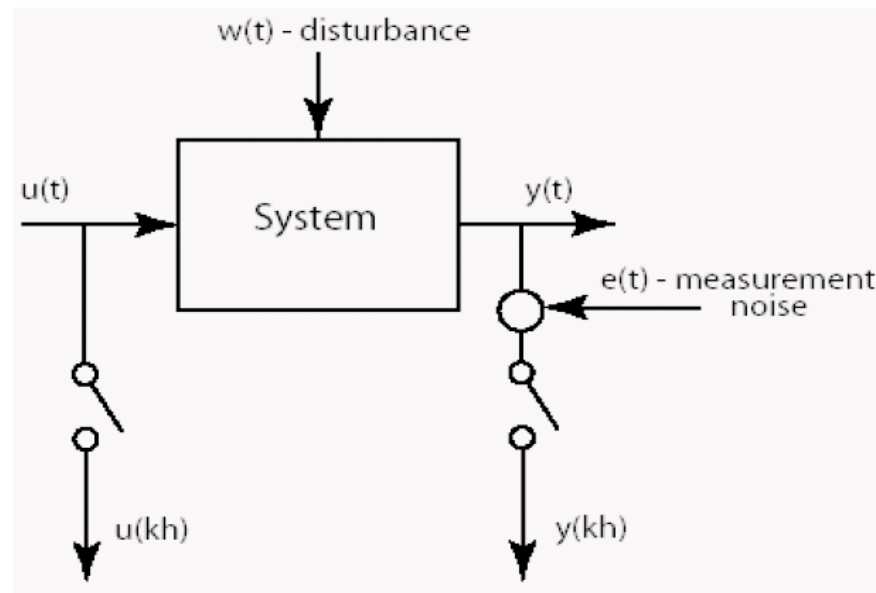 w(t) - disturbance
u(t)
System
y(t)
e(t) - measurement
noise
u(kh)
y(kh)